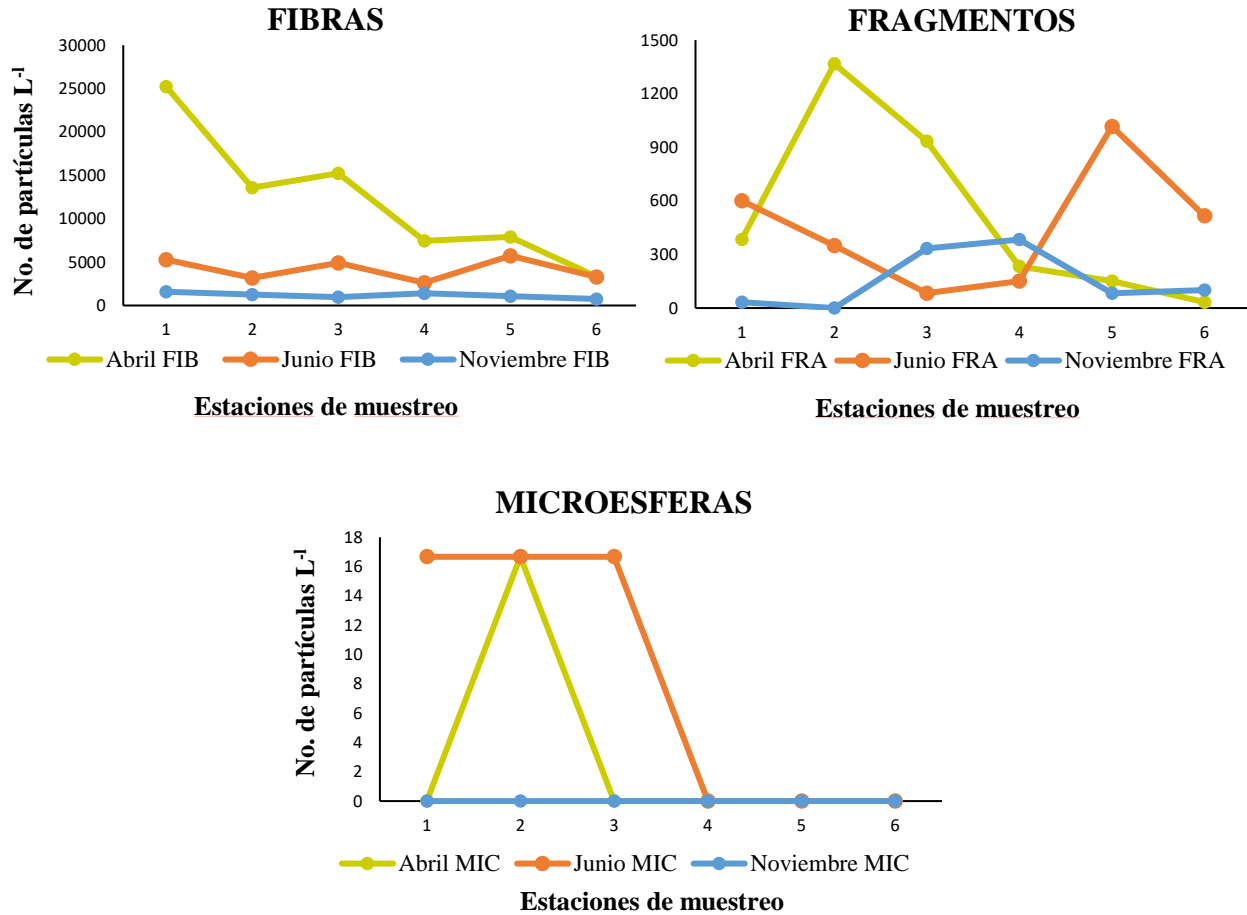 FIBRAS
No. de partículas L-1
30000
25000
20000
15000
10000
5000
0
1 2 3 4 5 6
Abril FIB Junio FIB Noviembre FIB
Estaciones de muestreo
FRAGMENTOS
1500
1200
900
600
300
0
1 2 3 4 5 6
Abril FRA Junio FRA Noviembre FRA
Estaciones de muestreo
MICROESFERAS
No. de partículas L-1
18
16
14
12
10
8
6
4
2
0
1 2 3 4 5 6
Abril MIC Junio MIC Noviembre MIC
Estaciones de muestreo